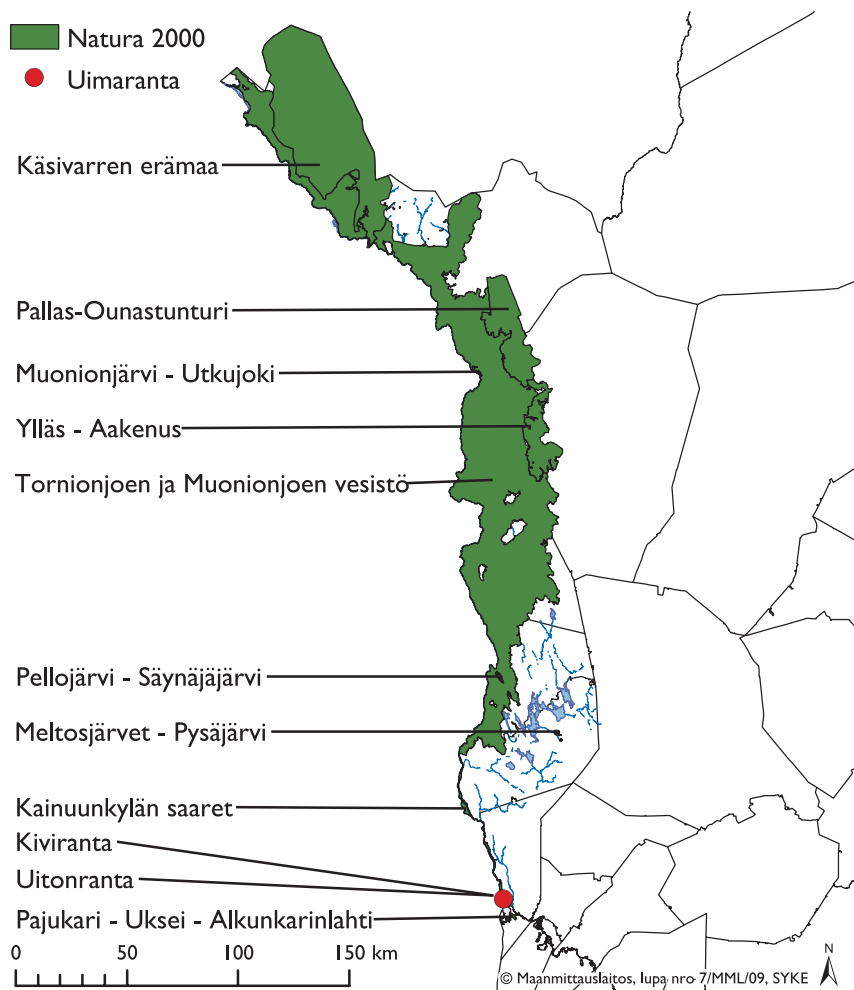 Natura 2000
Uimaranta
Käsivarren erämaa
Pallas-Ounastunturi
Muonionjärvi - Utkujoki
Ylläs - Aakenus
Tornionjoen ja Muonionjoen vesistö
Pellojärvi - Säynäjäjärvi
Meltosjärvet - Pysäjärvi
Kainuunkylän saaret
Kiviranta
Uitonranta
Pajukari - Uksei - Alkunkarinlahti
0 50 100 150 km
N
© Maanmittauslaitos, lupa nro 7/MML/09, SYKE